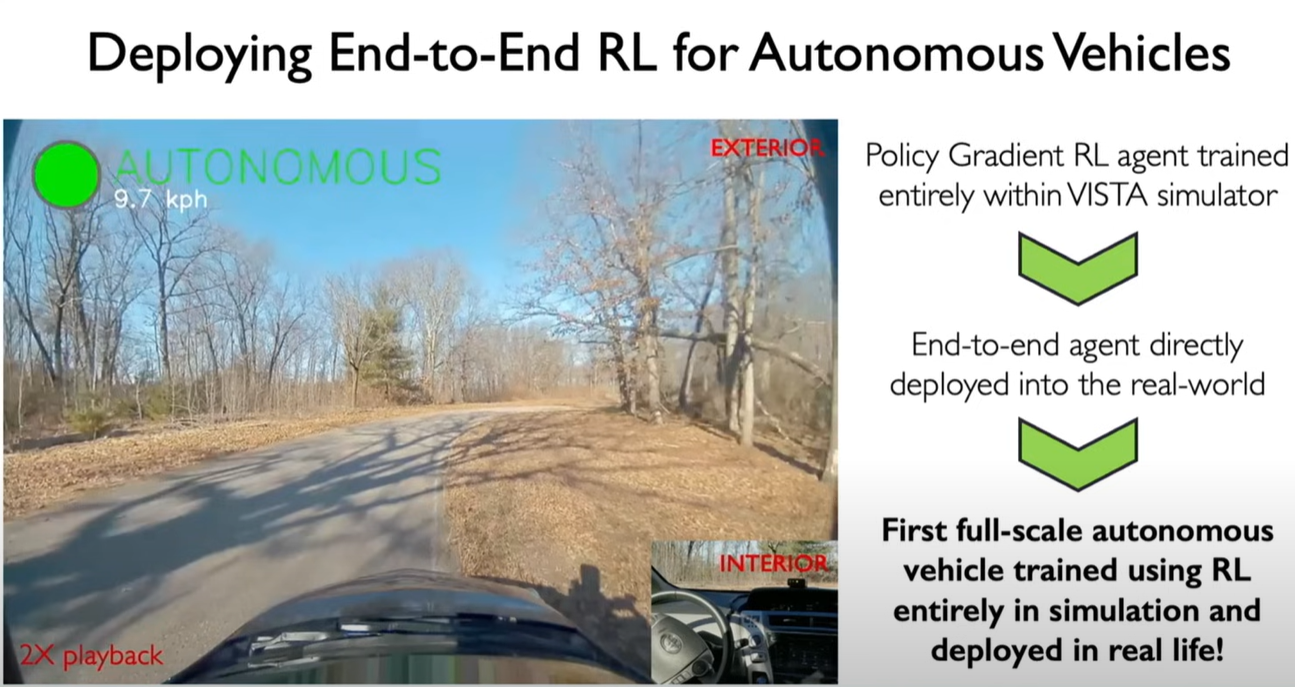 Deploying End-to-End RL for Autonomous Vehicles
AUTONOMOUS
9.7 kph
EXTERIOR
INTERIOR
2X playback
Policy Gradient RL agent trained
entirely within VISTA simulator
End-to-end agent directly
deployed into the real-world
First full-scale autonomous
vehicle trained using RL
entirely in simulation and
deployed in real life!